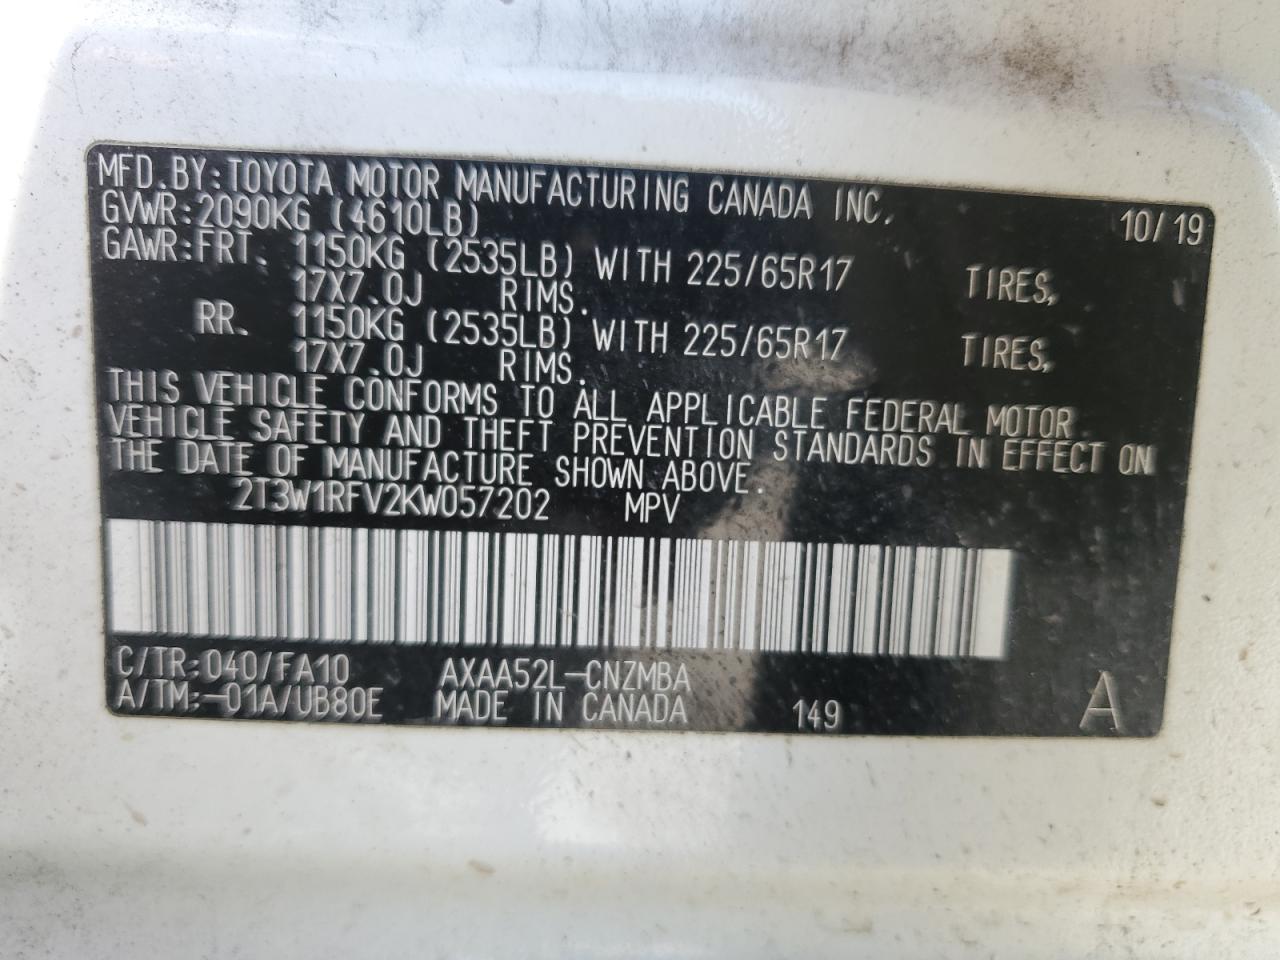 MFD.BY:TOYOTA MOTOR MANUFACTURING CANADA INC. 10/19
GVWR:2090KG (4610LB)
GAWR:FRT. 1150KG (2535LB) WITH 225/65R17 TIRES,
17X7.0J RIMS.
RR. 1150KG (2535LB) WITH 225/65R17 TIRES,
17X7.0J RIMS.
THIS VEHICLE CONFORMS TO ALL APPLICABLE FEDERAL MOTOR
VEHICLE SAFETY AND THEFT PREVENTION STANDARDS IN EFFECT ON
THE DATE OF MANUFACTURE SHOWN ABOVE.
2T3W1RFV2KW057202 MPV
C/TR:040/FA10 AXAA52L-CNZMBA
A/TM:-01A/UB80E MADE IN CANADA 149 A